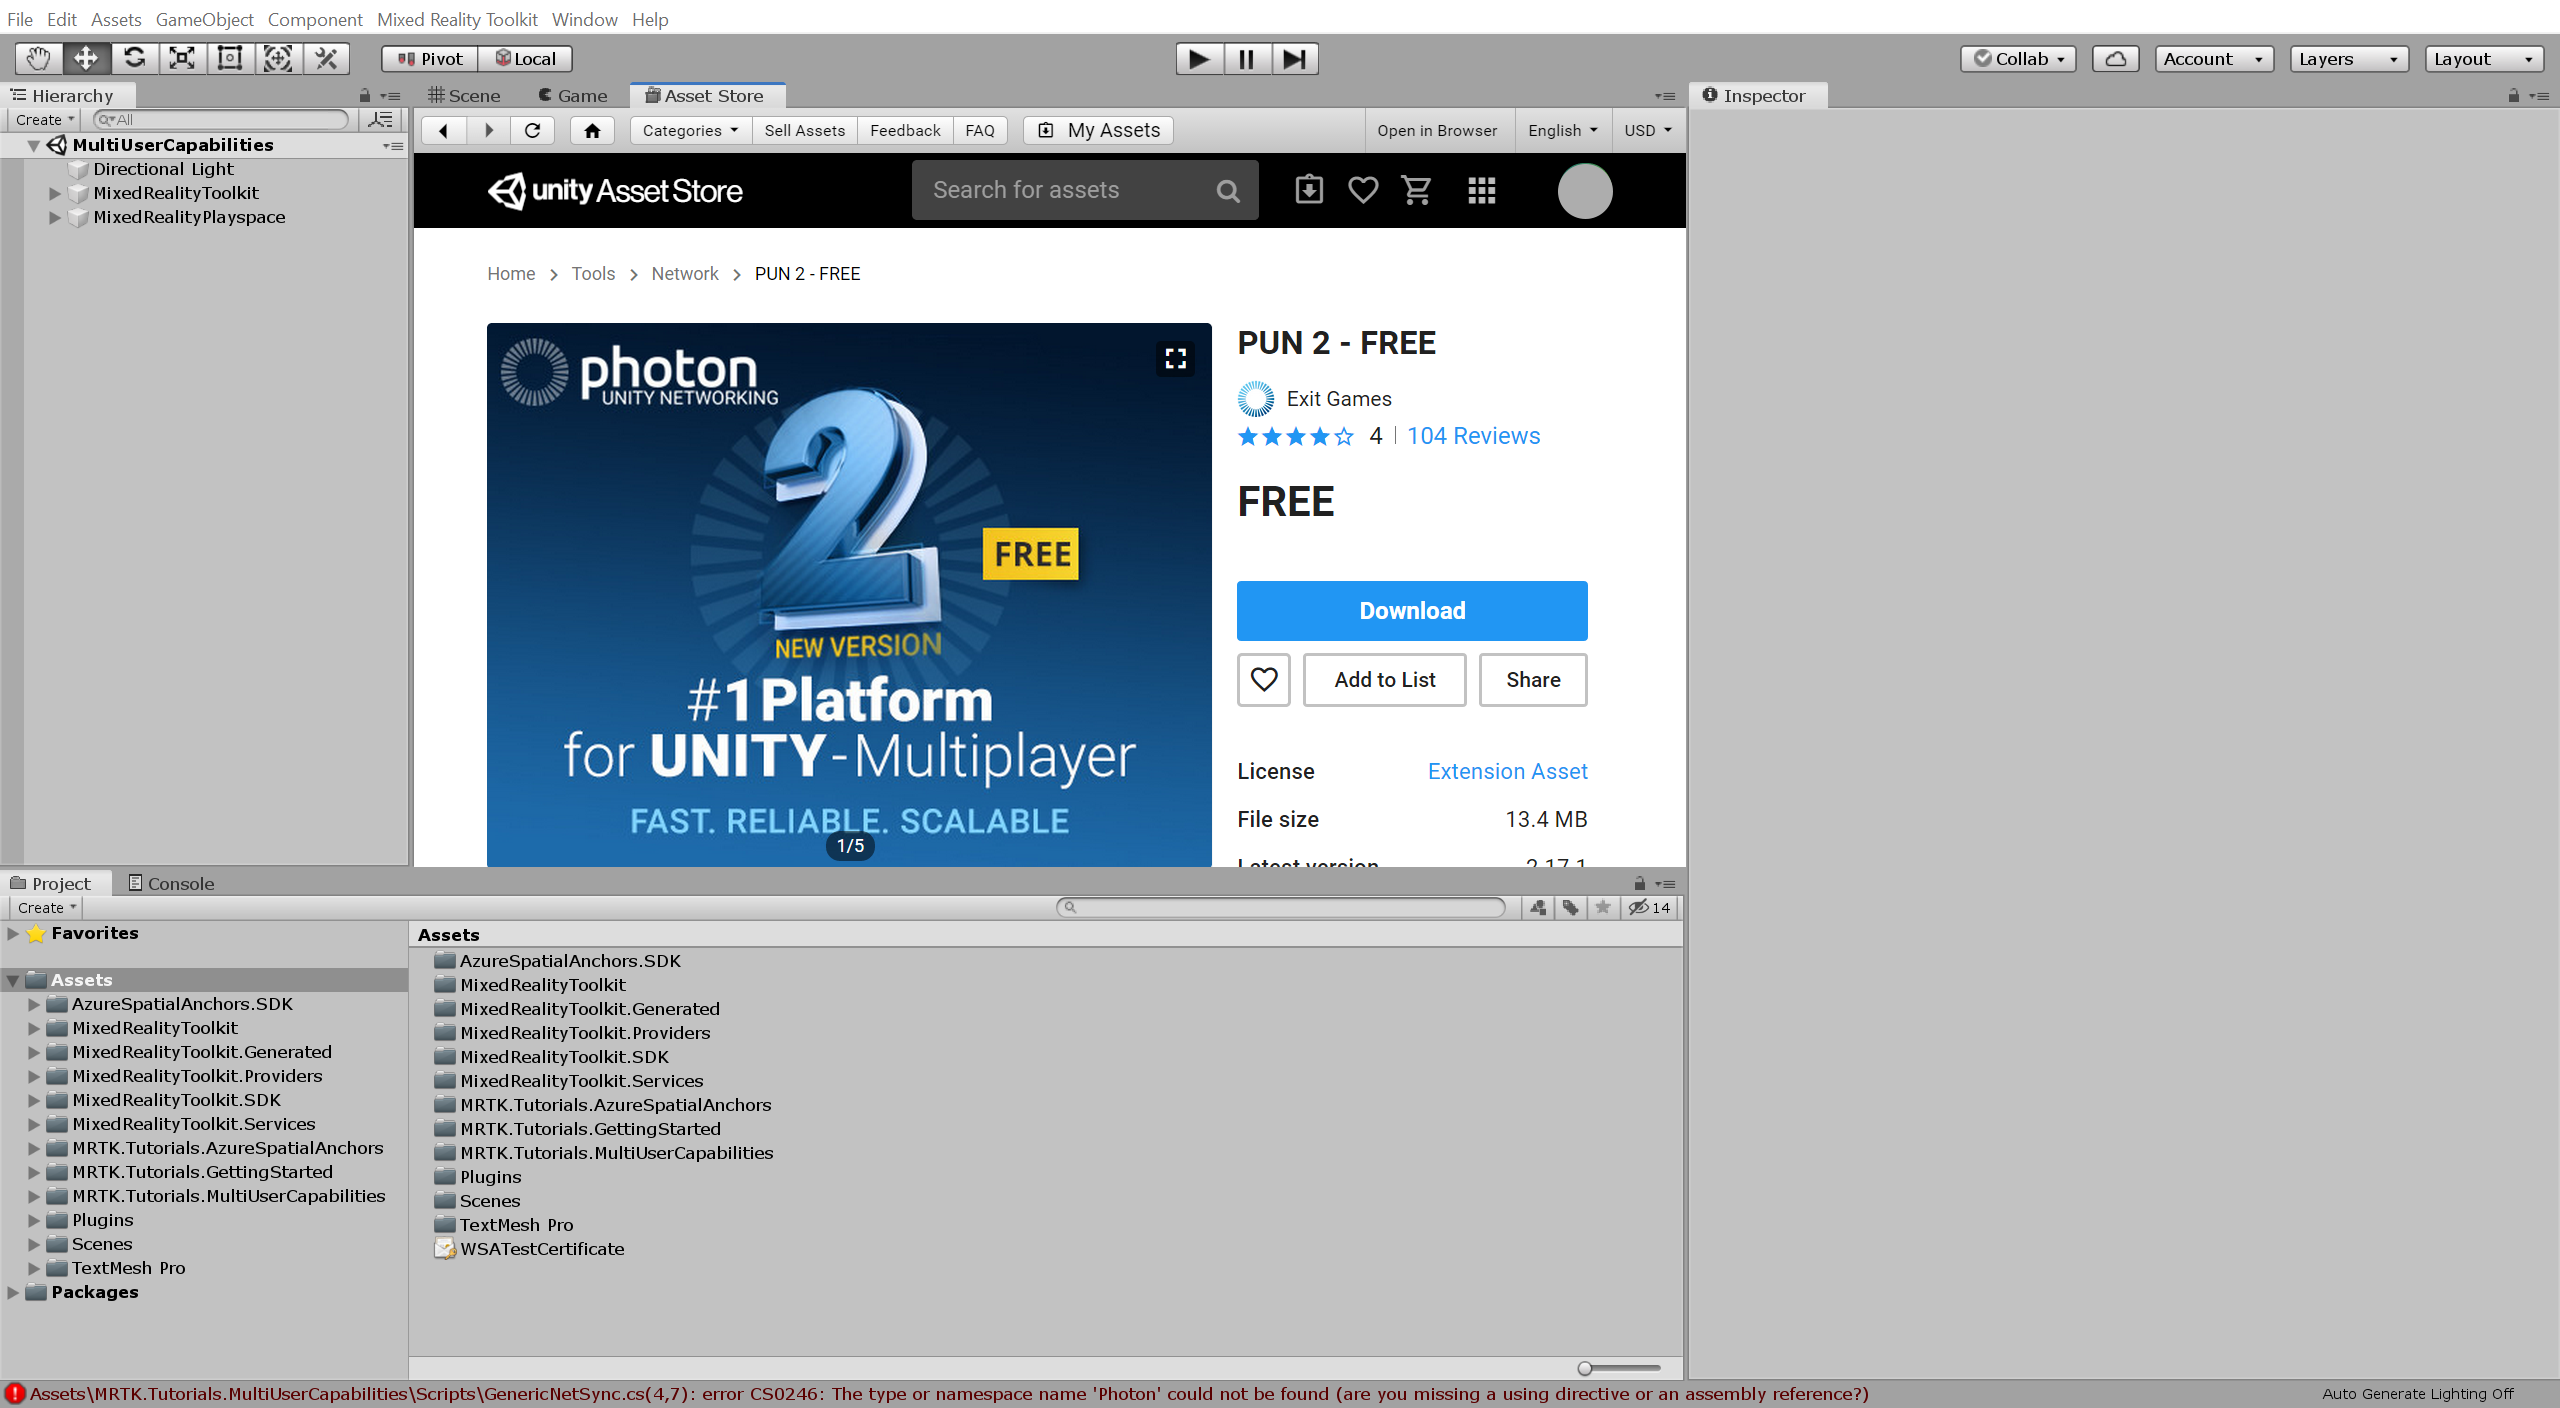 File Edit Assets GameObject Component Mixed Reality Toolkit Window Help
Pivot Local Collab Account Layers Layout
Hierarchy
Scene Game Asset Store
Inspector
Create All
Categories Sell Assets Feedback FAQ My Assets Open in Browser English USD
MultiUserCapabilities
Directional Light
MixedRealityToolkit
MixedRealityPlayspace
unity Asset Store Search for assets
Home > Tools > Network > PUN 2 - FREE
photon
UNITY NETWORKING
2
FREE
NEW VERSION
#1 Platform
for UNITY - Multiplayer
FAST. RELIABLE. SCALABLE
1/5
PUN 2 - FREE
Exit Games
4 | 104 Reviews
FREE
Download
Add to List Share
License Extension Asset
File size 13.4 MB
Latest version 2.17.1
Project Console
Create 14
Favorites
Assets
AzureSpatialAnchors.SDK
MixedRealityToolkit
MixedRealityToolkit.Generated
MixedRealityToolkit.Providers
MixedRealityToolkit.SDK
MixedRealityToolkit.Services
MRTK.Tutorials.AzureSpatialAnchors
MRTK.Tutorials.GettingStarted
MRTK.Tutorials.MultiUserCapabilities
Plugins
Scenes
TextMesh Pro
Packages
Assets
AzureSpatialAnchors.SDK
MixedRealityToolkit
MixedRealityToolkit.Generated
MixedRealityToolkit.Providers
MixedRealityToolkit.SDK
MixedRealityToolkit.Services
MRTK.Tutorials.AzureSpatialAnchors
MRTK.Tutorials.GettingStarted
MRTK.Tutorials.MultiUserCapabilities
Plugins
Scenes
TextMesh Pro
WSATestCertificate
Assets\MRTK.Tutorials.MultiUserCapabilities\Scripts\GenericNetSync.cs(4,7): error CS0246: The type or namespace name 'Photon' could not be found (are you missing a using directive or an assembly reference?)
Auto Generate Lighting Off